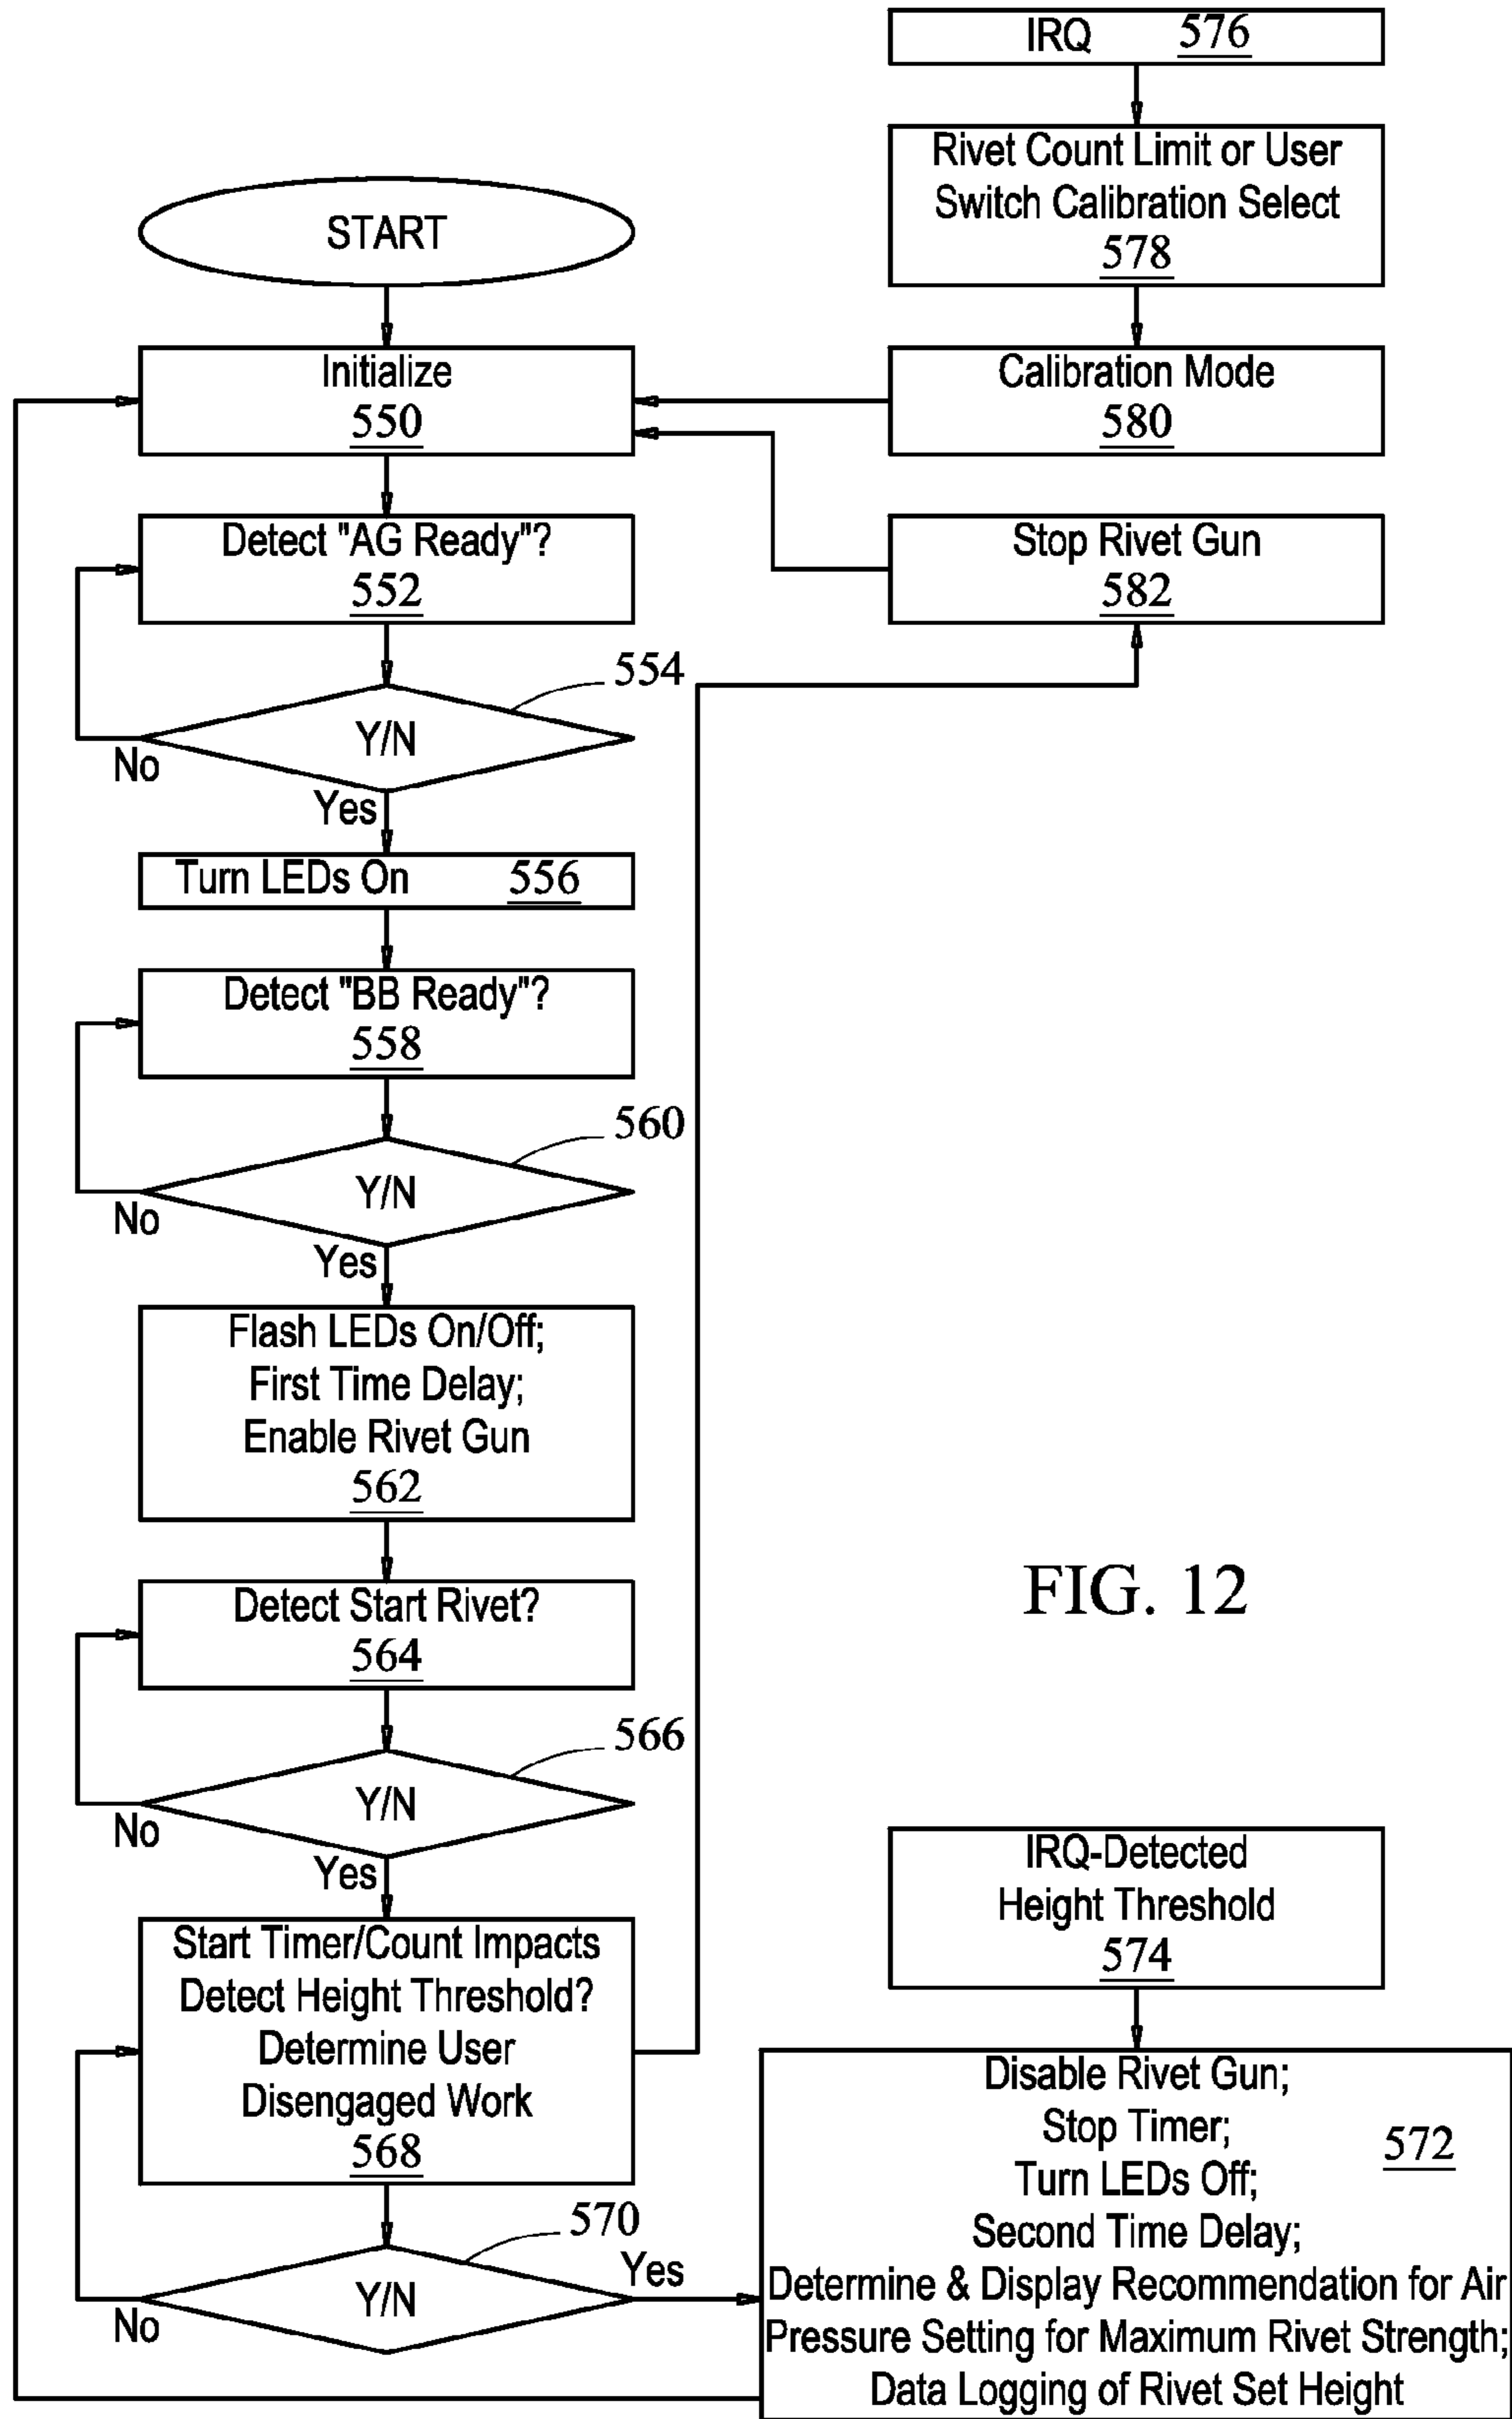 IRQ 576
Rivet Count Limit or User
Switch Calibration Select
578
START
Initialize
550
Calibration Mode
580
Detect "AG Ready"?
552
Stop Rivet Gun
582
554
Y/N
No
Yes
Turn LEDs On 556
Detect "BB Ready"?
558
560
Y/N
No
Yes
Flash LEDs On/Off;
First Time Delay;
Enable Rivet Gun
562
Detect Start Rivet?
564
FIG. 12
566
Y/N
No
Yes
Start Timer/Count Impacts
Detect Height Threshold?
Determine User
Disengaged Work
568
570
Y/N
No
Yes
IRQ-Detected
Height Threshold
574
Disable Rivet Gun;
Stop Timer;
572
Turn LEDs Off;
Second Time Delay;
Determine & Display Recommendation for Air
Pressure Setting for Maximum Rivet Strength;
Data Logging of Rivet Set Height